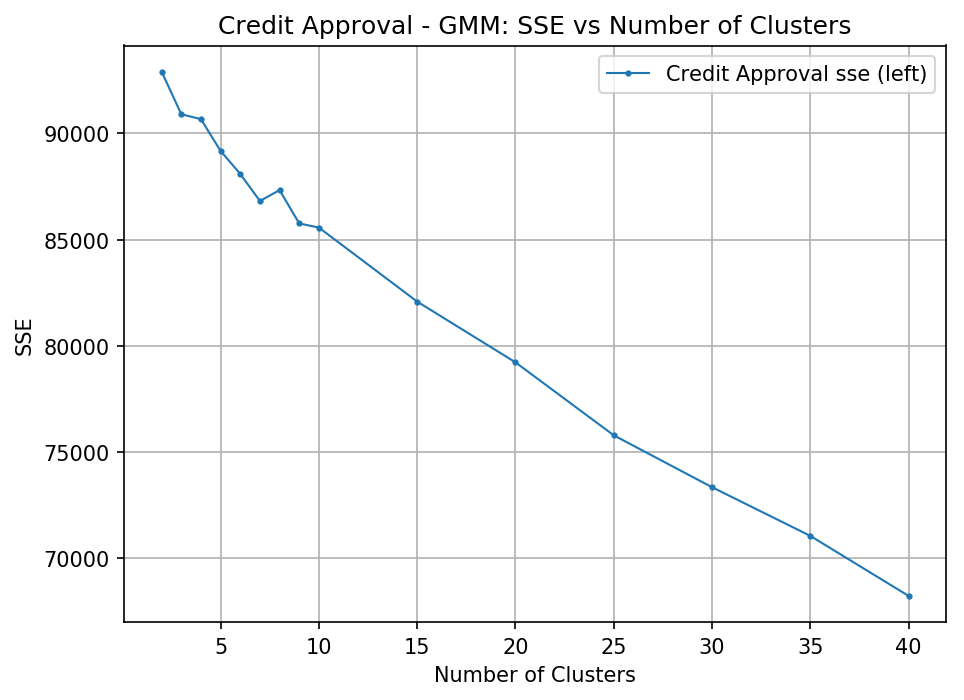 Credit Approval - GMM: SSE vs Number of Clusters
Credit Approval sse (left)
90000
85000
80000
75000
70000
SSE
5 10 15 20 25 30 35 40
Number of Clusters